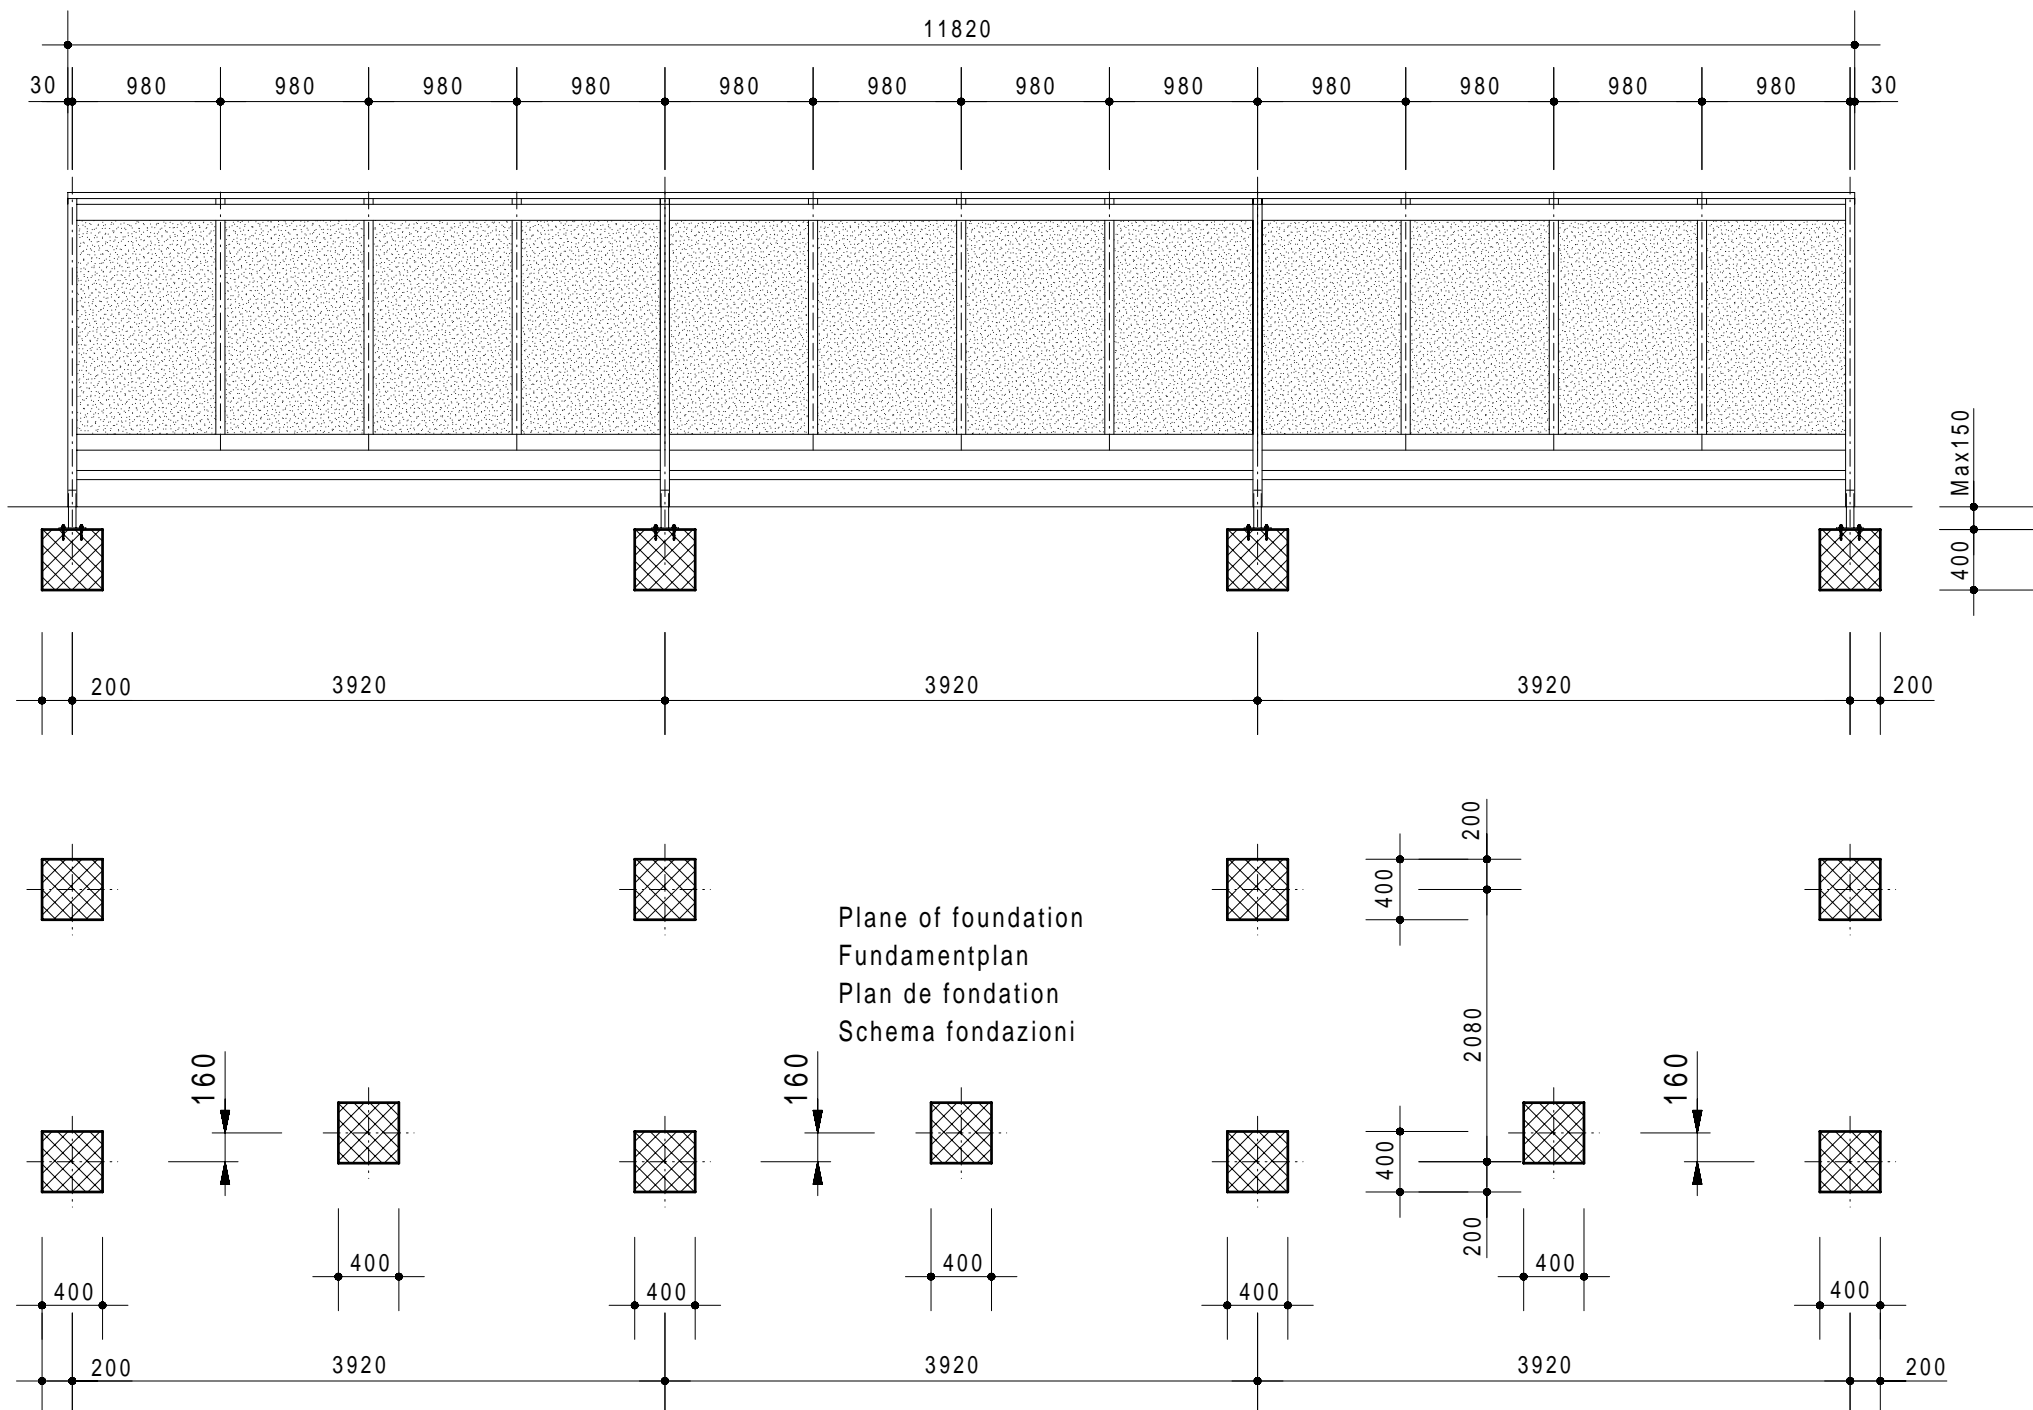 11820
30 980 980 980 980 980 980 980 980 980 980 980 980 30
Max150
400
200 3920 3920 3920 200
200
400
Plane of foundation
Fundamentplan
Plan de fondation
Schema fondazioni
2080
160 160 160
400
200
400 400 400
400 400 400 400
200 3920 3920 3920 200